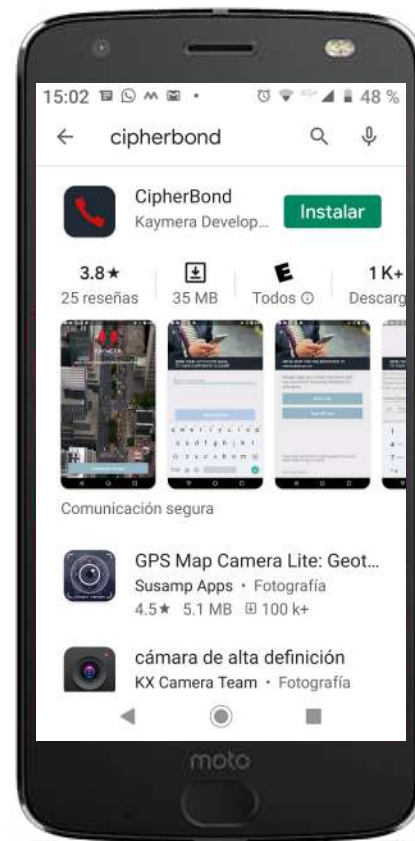 15:02
48 %
cipherbond
CipherBond
Kaymera Develop...
Instalar
3.8★
25 reseñas
35 MB
Todos
1 K+
Descarg
KAYMERA
q w e r t y u i o p
a s d f g h j k l
Comunicación segura
GPS Map Camera Lite: Geot...
Susamp Apps • Fotografía
4.5★ 5.1 MB 100 k+
cámara de alta definición
KX Camera Team • Fotografía
moto